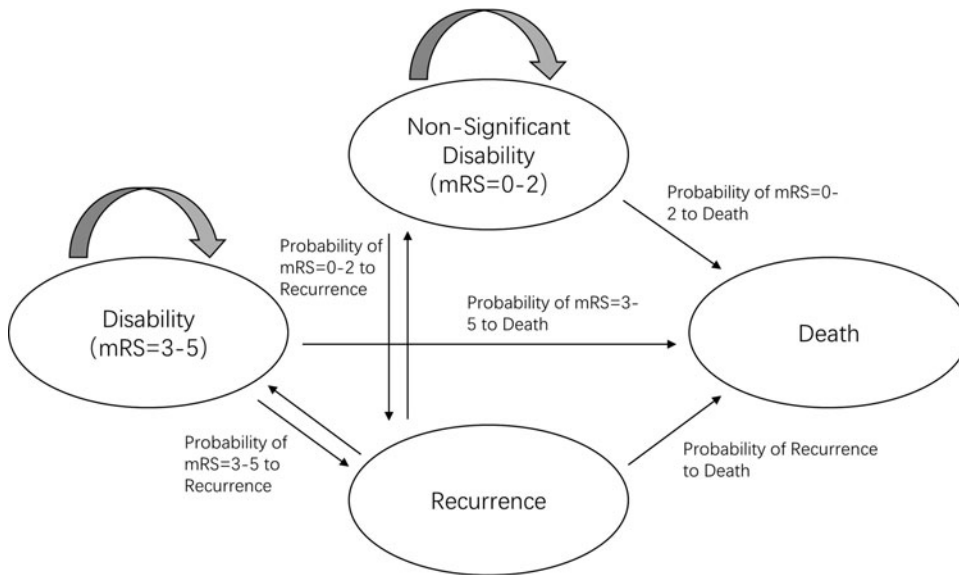 Non-Significant
Disability
(mRS=0-2)
Probability of mRS=0-
2 to Death
Probability of
mRS=0-2 to
Recurrence
Disability
(mRS=3-5)
Probability of mRS=3-
5 to Death
Death
Probability of
mRS=3-5 to
Recurrence
Recurrence
Probability of Recurrence
to Death